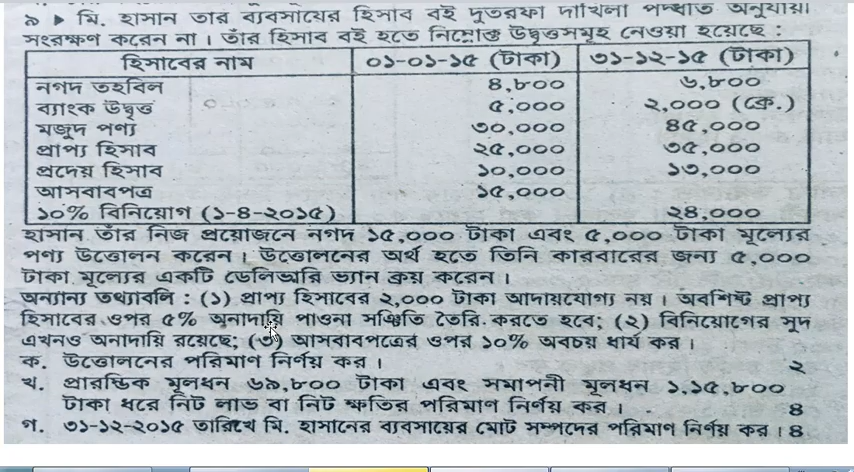 ৯ ▶ মি. হাসান তার ব্যবসায়ের হিসাব বই দুতরফা দাখিলা পদ্ধতি অনুযায়ী
সংরক্ষণ করেন না। তাঁর হিসাব বই হতে নিম্নোক্ত উদ্বৃত্তসমূহ নেওয়া হয়েছে :
হিসাবের নাম ০১-০১-১৫ (টাকা) ৩১-১২-১৫ (টাকা)
নগদ তহবিল ৪,৮০০ ৬,৮০০
ব্যাংক উদ্বৃত্ত ৫,০০০ ২,০০০ (ক্রে.)
মজুদ পণ্য ৩০,০০০ ৪৫,০০০
প্রাপ্য হিসাব ২৫,০০০ ৩৫,০০০
প্রদেয় হিসাব ১০,০০০ ১৩,০০০
আসবাবপত্র ১৫,০০০
১০% বিনিয়োগ (১-৪-২০১৫) ২৪,০০০
হাসান তাঁর নিজ প্রয়োজনে নগদ ১৫,০০০ টাকা এবং ৫,০০০ টাকা মূল্যের
পণ্য উত্তোলন করেন। উত্তোলনের অর্থ হতে তিনি কারবারের জন্য ৫,০০০
টাকা মূল্যের একটি ডেলিভারি ভ্যান ক্রয় করেন।
অন্যান্য তথ্যাবলি : (১) প্রাপ্য হিসাবের ২,০০০ টাকা আদায়যোগ্য নয়। অবশিষ্ট প্রাপ্য
হিসাবের ওপর ৫% অনাদায়ি পাওনা সঞ্চিতি তৈরি করতে হবে; (২) বিনিয়োগের সুদ
এখনও অনাদায়ি রয়েছে; (৩) আসবাবপত্রের ওপর ১০% অবচয় ধার্য কর।
ক. উত্তোলনের পরিমাণ নির্ণয় কর। ২
খ. প্রারম্ভিক মূলধন ৬৯,৮০০ টাকা এবং সমাপনী মূলধন ১,১৫,৮০০
টাকা ধরে নিট লাভ বা নিট ক্ষতির পরিমাণ নির্ণয় কর। ৪
গ. ৩১-১২-২০১৫ তারিখে মি. হাসানের ব্যবসায়ের মোট সম্পদের পরিমাণ নির্ণয় কর। ৪